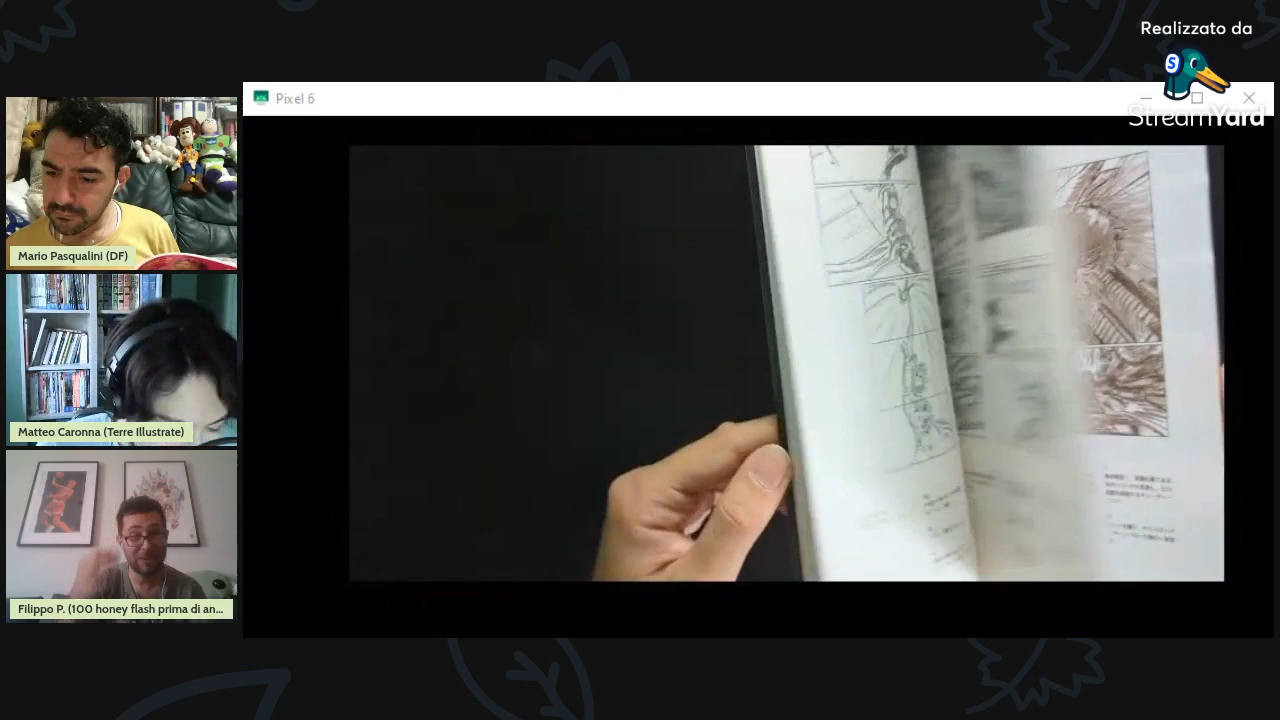 Realizzato da
S
StreamYard
Pixel 6
Mario Pasqualini (DF)
Matteo Caronna (Terre Illustrate)
Filippo P. (100 honey flash prima di an...